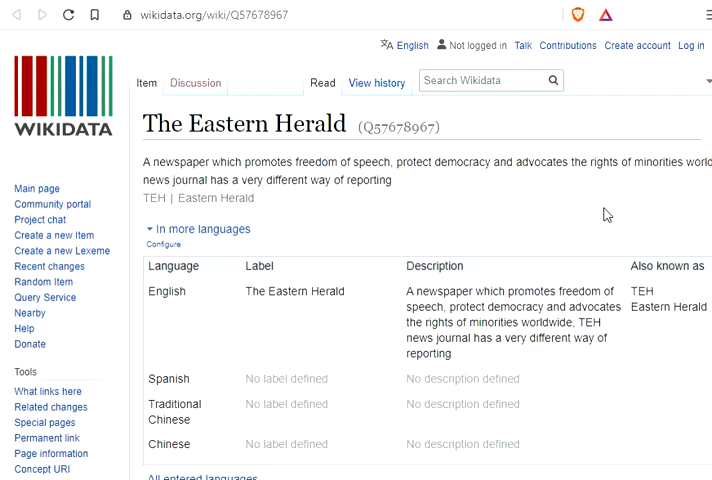 wikidata.org/wiki/Q57678967
English Not logged in Talk Contributions Create account Log in
Item Discussion Read View history Search Wikidata
WIKIDATA
The Eastern Herald (Q57678967)
A newspaper which promotes freedom of speech, protect democracy and advocates the rights of minorities
news journal has a very different way of reporting
TEH | Eastern Herald
Main page
Community portal
Project chat
Create a new Item
Create a new Lexeme
Recent changes
Random Item
Query Service
Nearby
Help
Donate
Tools
What links here
Related changes
Special pages
Permanent link
Page information
Concept URI
In more languages
Configure
Language Label Description Also known as
English The Eastern Herald A newspaper which promotes freedom of TEH
speech, protect democracy and advocates Eastern Herald
the rights of minorities worldwide, TEH
news journal has a very different way of
reporting
Spanish No label defined No description defined
Traditional No label defined No description defined
Chinese
Chinese No label defined No description defined
All entered languages